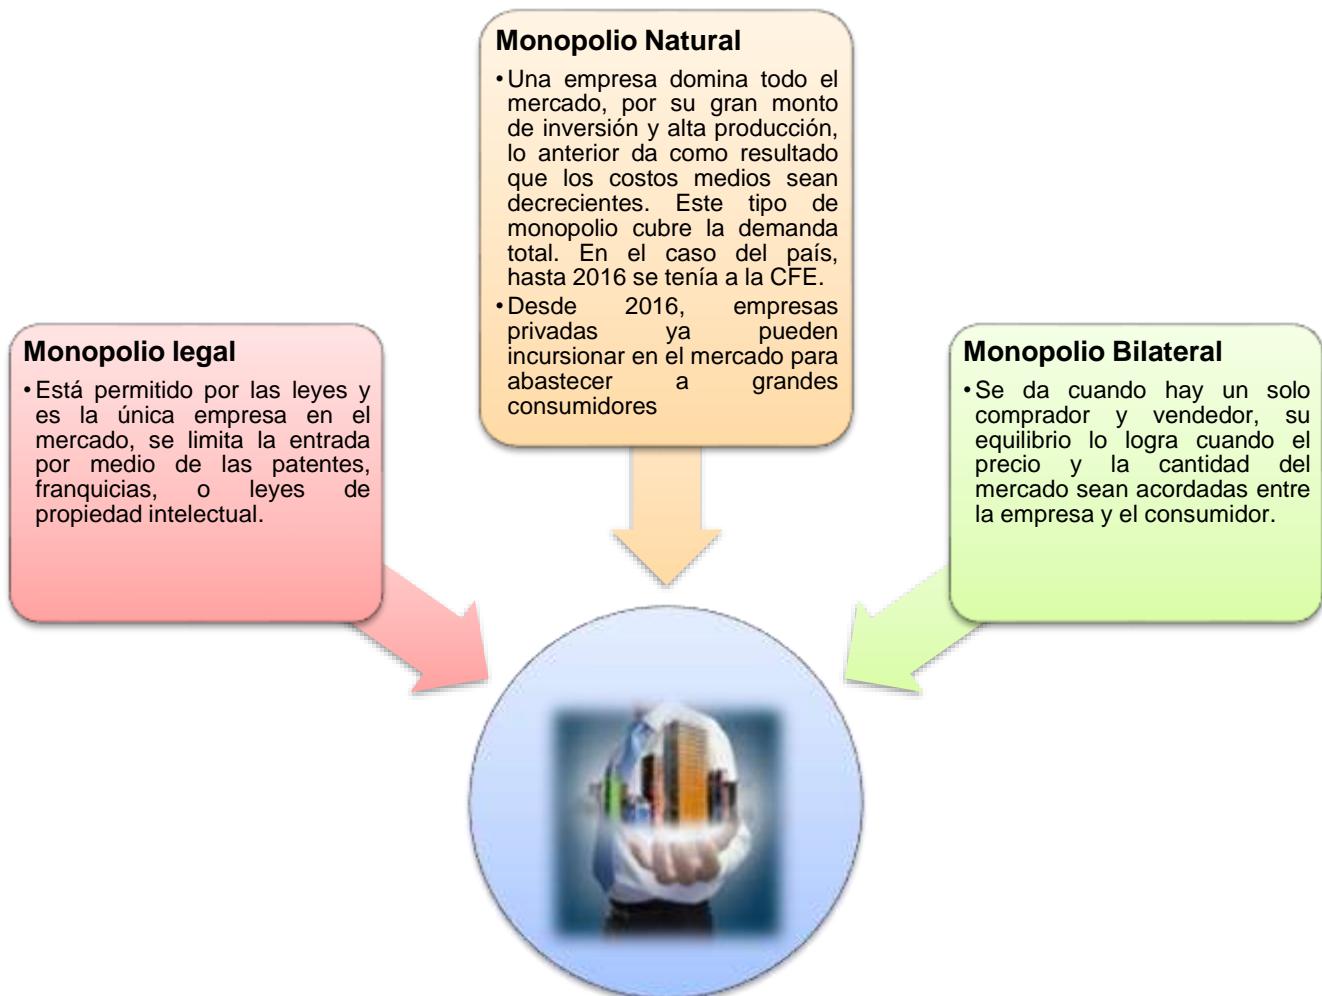 Monopolio Natural
• Una empresa domina todo el
mercado, por su gran monto
de inversión y alta producción,
lo anterior da como resultado
que los costos medios sean
decrecientes. Este tipo de
monopolio cubre la demanda
total. En el caso del país,
hasta 2016 se tenía a la CFE.
• Desde 2016, empresas
privadas ya pueden
incursionar en el mercado para
abastecer a grandes
consumidores
Monopolio legal
• Está permitido por las leyes y
es la única empresa en el
mercado, se limita la entrada
por medio de las patentes,
franquicias, o leyes de
propiedad intelectual.
Monopolio Bilateral
• Se da cuando hay un solo
comprador y vendedor, su
equilibrio lo logra cuando el
precio y la cantidad del
mercado sean acordadas entre
la empresa y el consumidor.